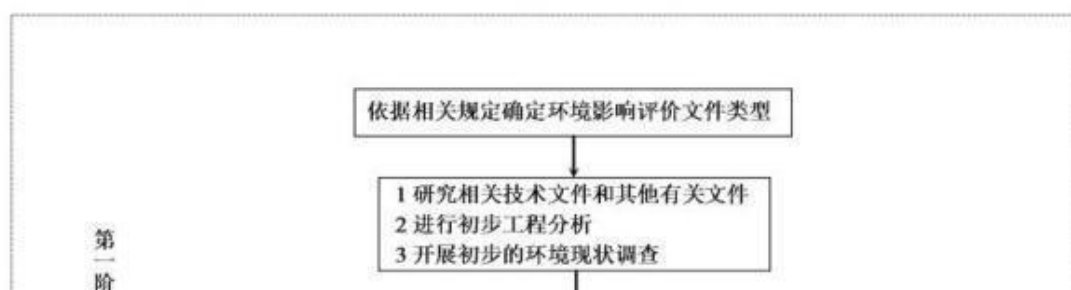 依据相关规定确定环境影响评价文件类型
1 研究相关技术文件和其他有关文件
2 进行初步工程分析
3 开展初步的环境现状调查
第一阶